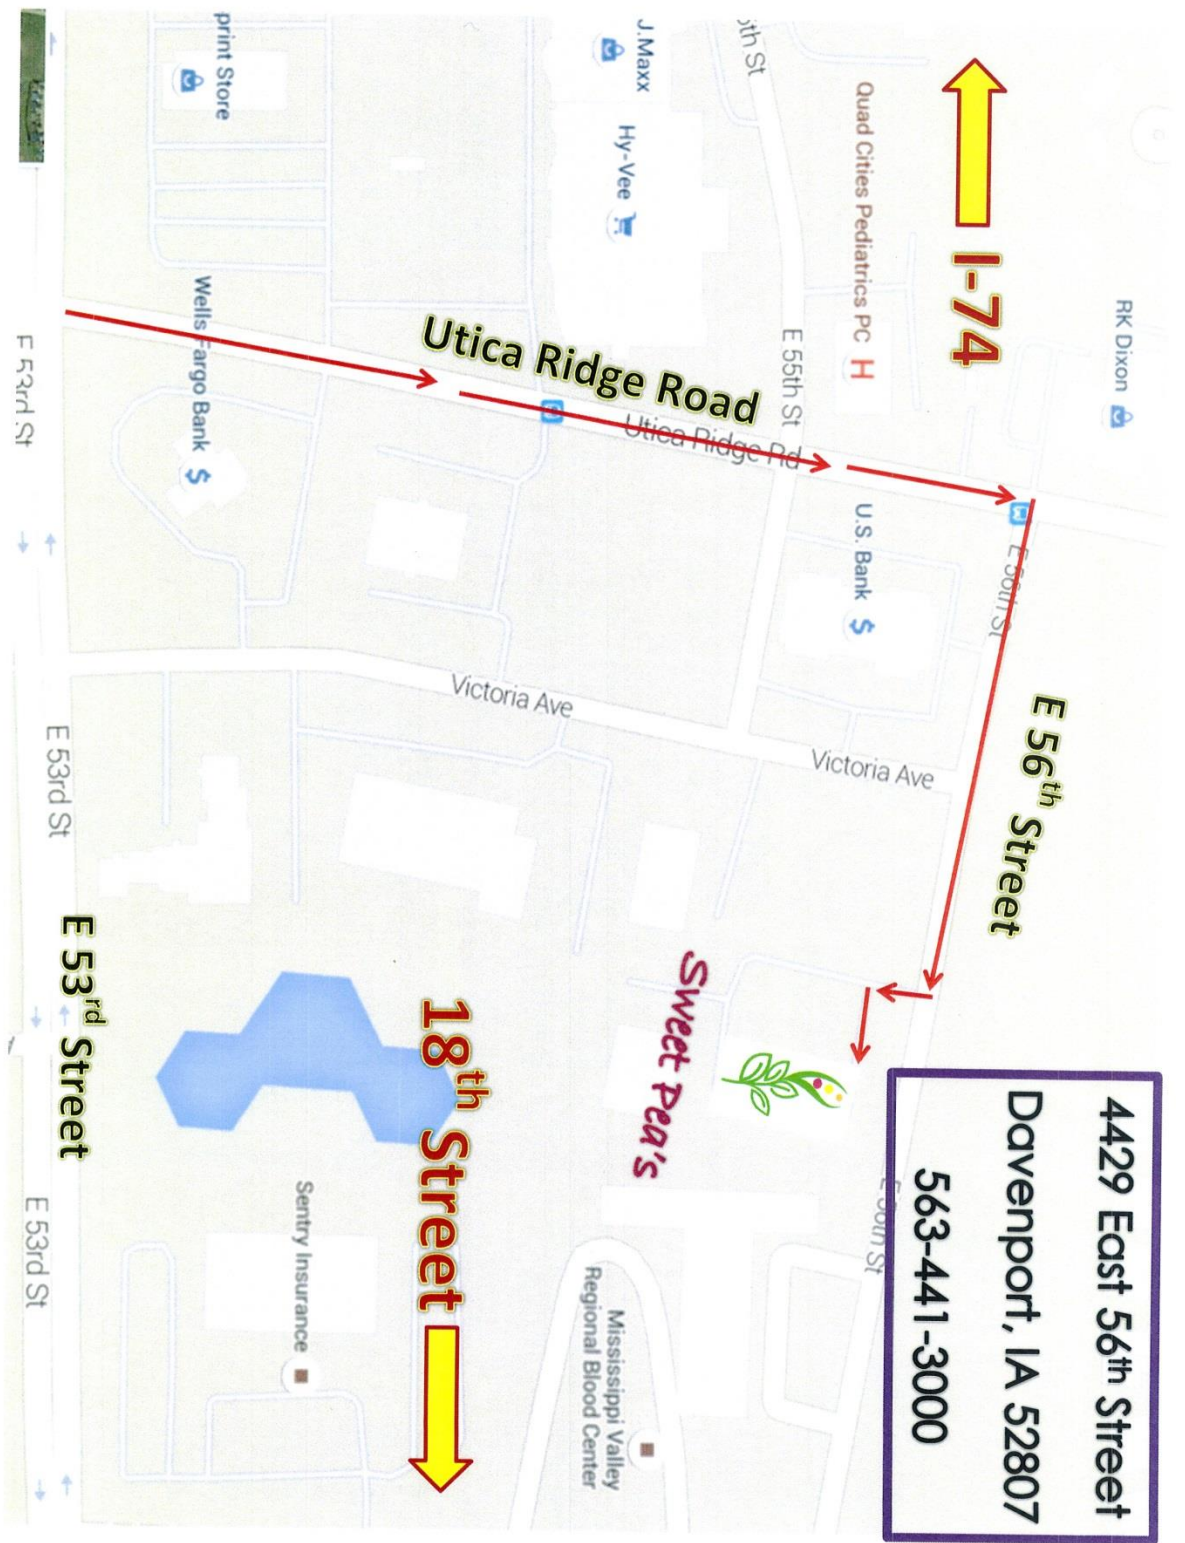 RK Dixon
4429 East 56th Street
Davenport, IA 52807
563-441-3000
I-74
E 56th Street
E 56th St
E 56th St
Quad Cities Pediatrics PC H
U.S. Bank $
Victoria Ave
5th St
E 55th St
J.Maxx
Hy-Vee
Utica Ridge Road
Utica Ridge Rd
Sweet Pea's
Victoria Ave
Mississippi Valley
Regional Blood Center
18th Street
print Store
Wells Fargo Bank $
Sentry Insurance
E 53rd Street
E 53rd St
E 53rd St
E 53rd St